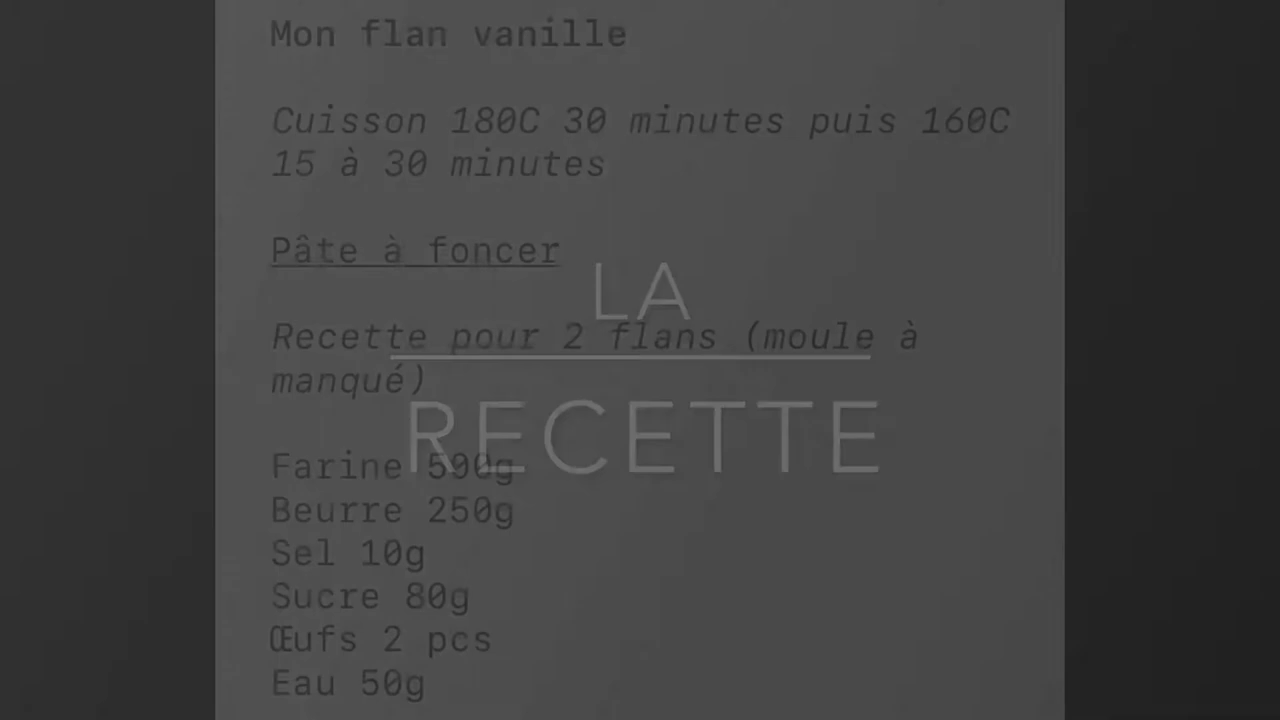 Mon flan vanille
Cuisson 180C 30 minutes puis 160C
15 à 30 minutes
Pâte à foncer
LA
Recette pour 2 flans (moule à
manqué)
RECETTE
Farine 500g
Beurre 250g
Sel 10g
Sucre 80g
Œufs 2 pcs
Eau 50g